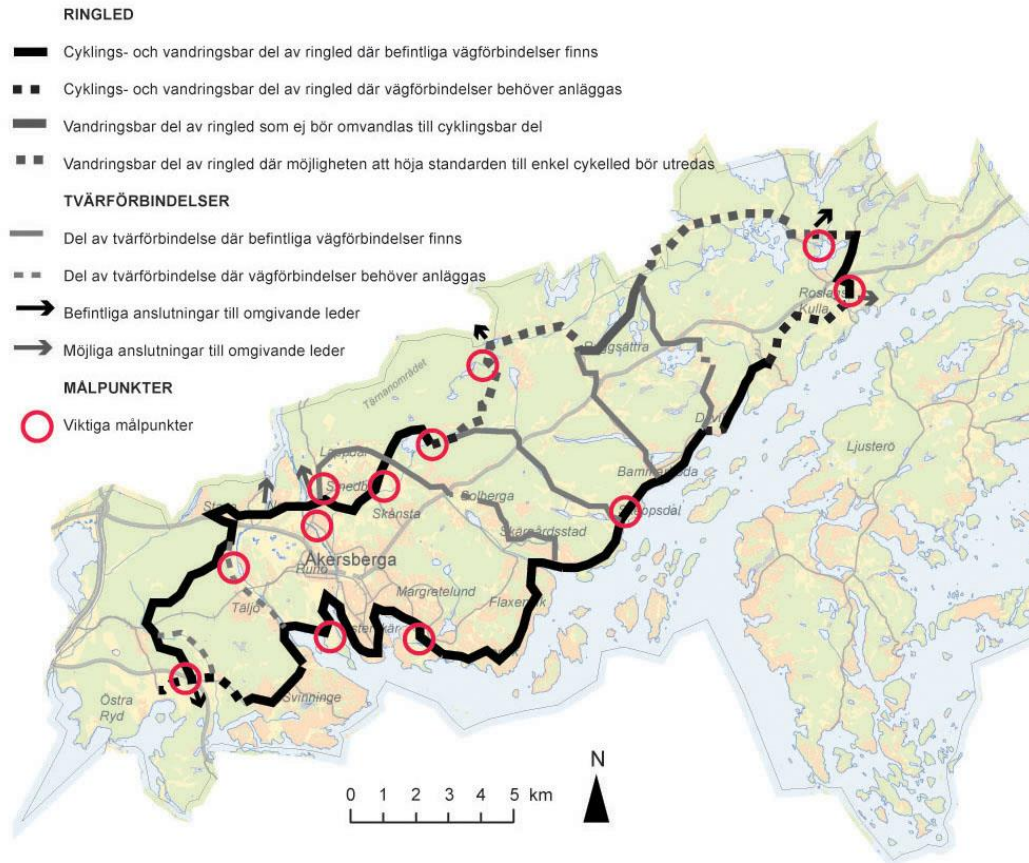 RINGLED
Cyklings- och vandringsbar del av ringled där befintliga vägförbindelser finns
Cyklings- och vandringsbar del av ringled där vägförbindelser behöver anläggas
Vandringsbar del av ringled som ej bör omvandlas till cyklingsbar del
Vandringsbar del av ringled där möjligheten att höja standarden till enkel cykelled bör utredas
TVÄRFÖRBINDELSER
Del av tvärförbindelse där befintliga vägförbindelser finns
Del av tvärförbindelse där vägförbindelser behöver anläggas
Befintliga anslutningar till omgivande leder
Möjliga anslutningar till omgivande leder
MÅLPUNKTER
Viktiga målpunkter
Roslags
Kulla
Tärnanområdet
Ljusterö
Skånsta
Solberga
Skärgårdsstad
Åkersberga
Runö
Margretelund
Täljö
Svinninge
Östra
Ryd
N
0 1 2 3 4 5 km